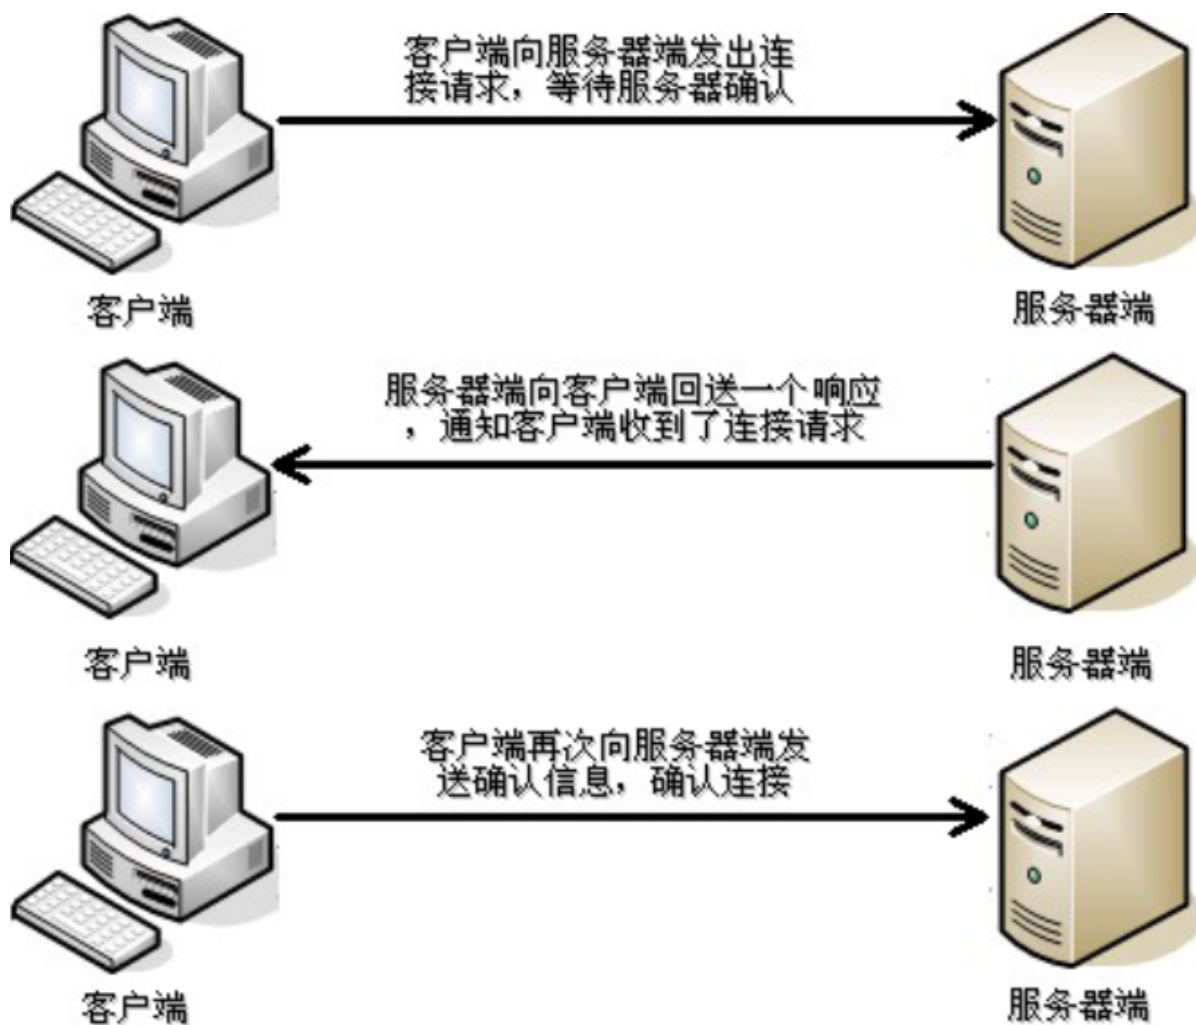 客户端向服务器端发出连
接请求，等待服务器确认
客户端
服务器端
服务器端向客户端回送一个响应
，通知客户端收到了连接请求
客户端
服务器端
客户端再次向服务器端发
送确认信息，确认连接
客户端
服务器端